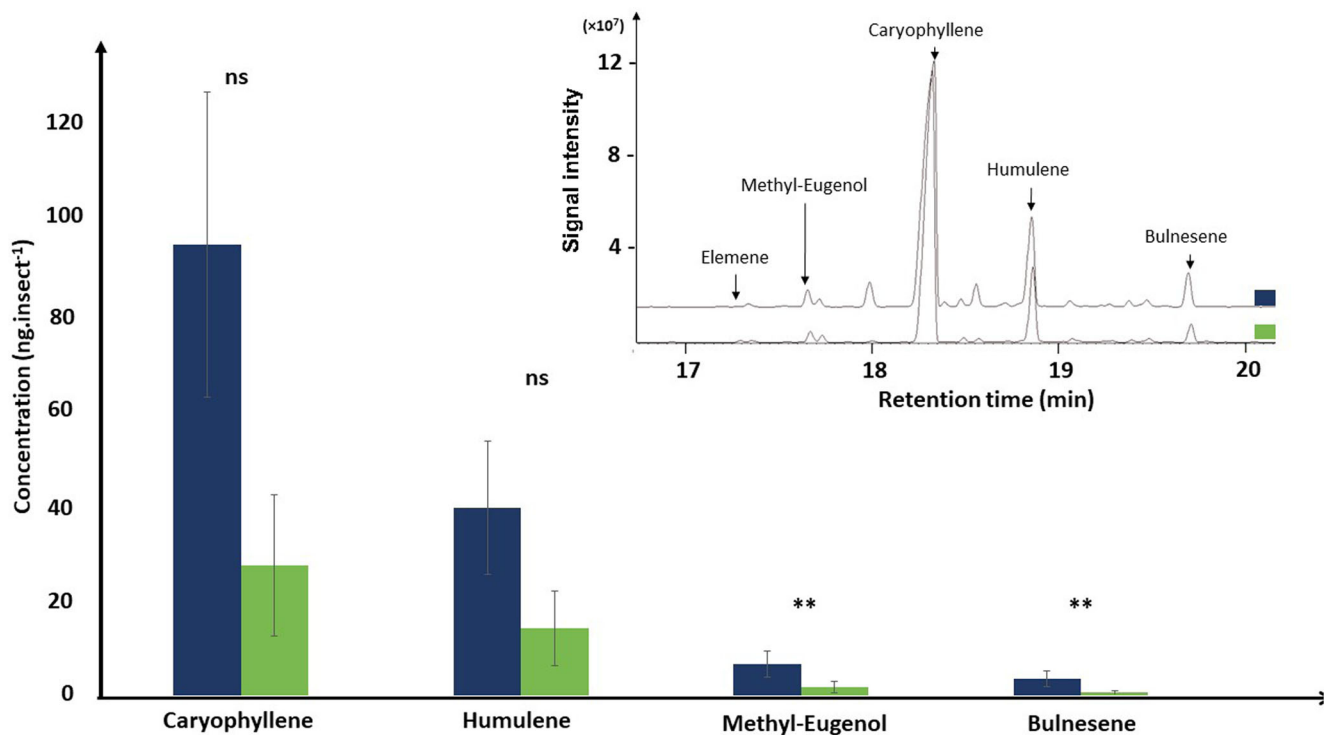 (×10⁷)
Caryophyllene
12
ns
Signal intensity
120
8
Humulene
Methyl-Eugenol
100
4
Bulnesene
Elemene
Concentration (ng.insect⁻¹)
80
17
18
19
20
ns
Retention time (min)
60
40
20
**
**
0
Caryophyllene
Humulene
Methyl-Eugenol
Bulnesene